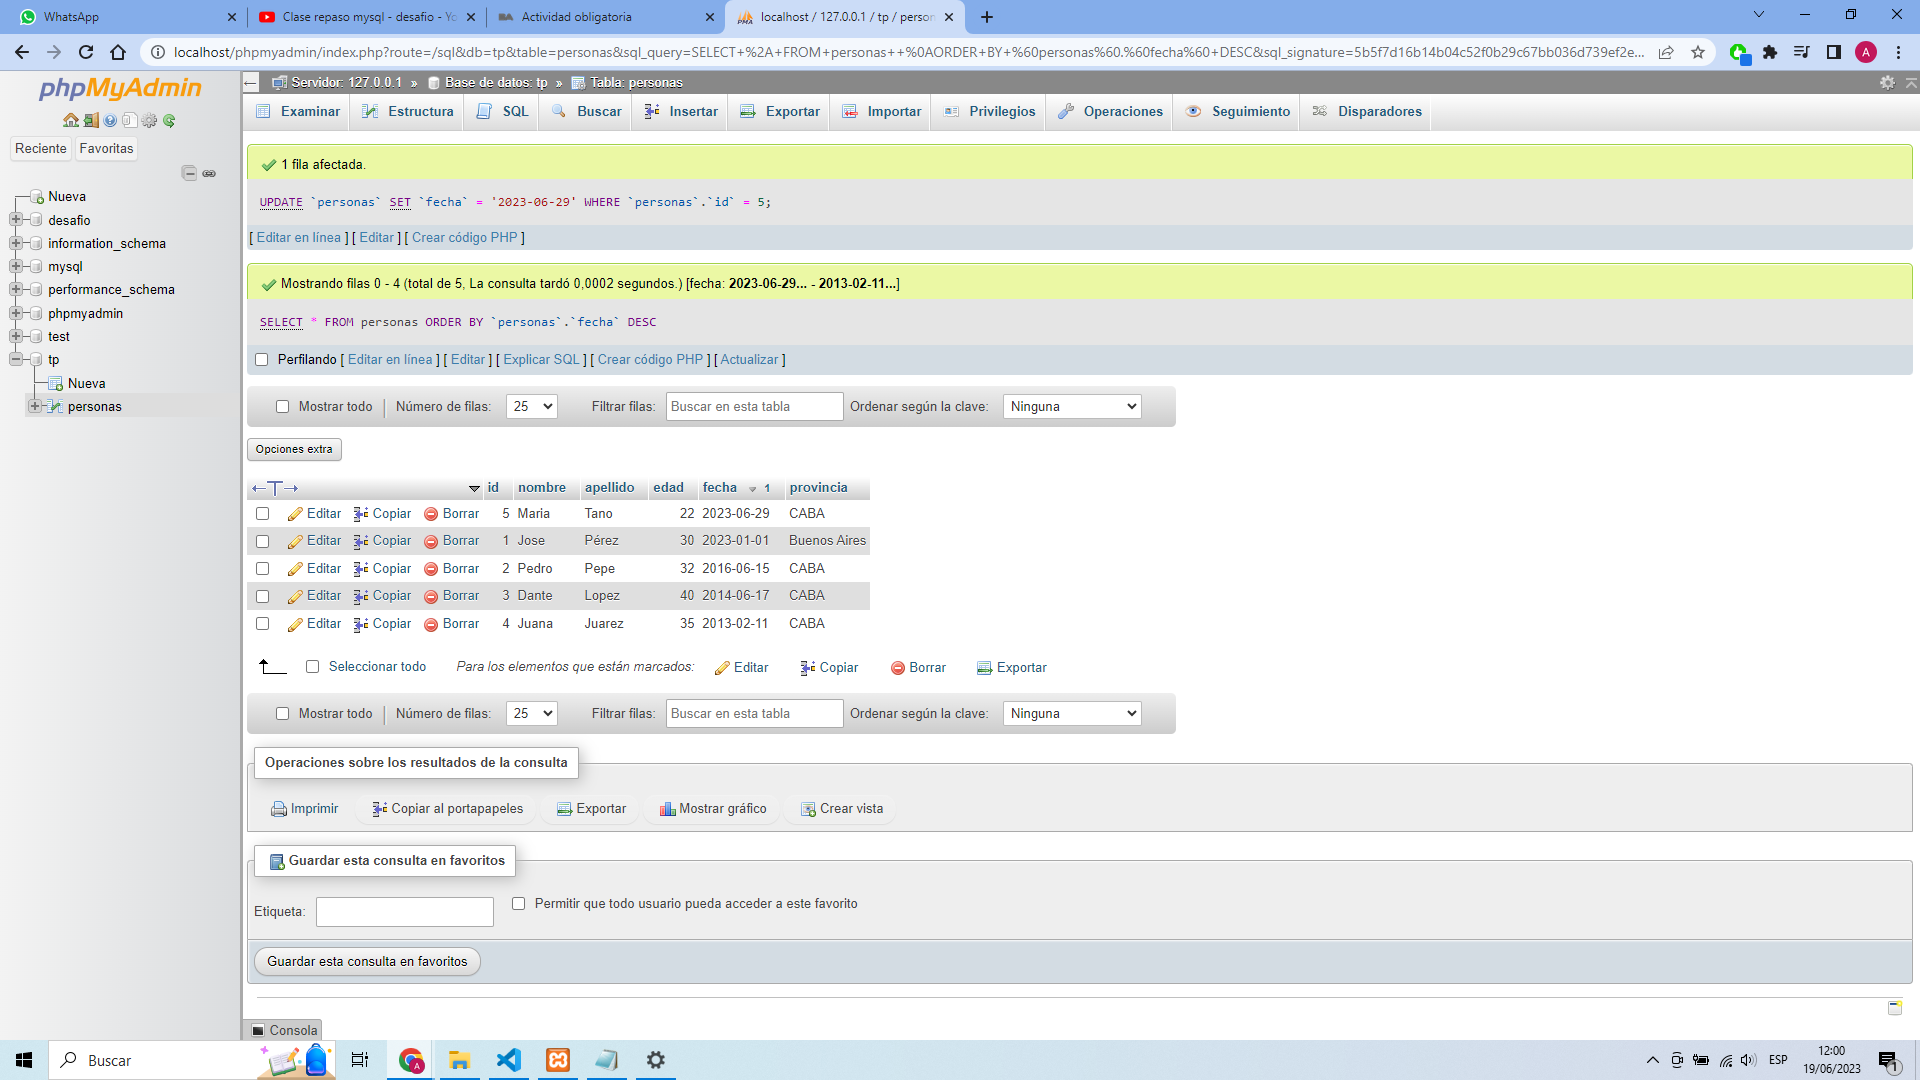 WhatsApp
Clase repaso mysql - desafio - Yo
Actividad obligatoria
localhost / 127.0.0.1 / tp / person
localhost/phpmyadmin/index.php?route=/sql&db=tp&table=personas&sql_query=SELECT+%2A+FROM+personas++%0AORDER+BY+%60personas%60.%60fecha%60+DESC&sql_signature=5b5f7d16b14b04c52f0b29c67bb036d739ef2e...
A
phpMyAdmin
Reciente
Favoritas
Nueva
desafio
information_schema
mysql
performance_schema
phpmyadmin
test
tp
Nueva
personas
Servidor: 127.0.0.1 » Base de datos: tp » Tabla: personas
Examinar
Estructura
SQL
Buscar
Insertar
Exportar
Importar
Privilegios
Operaciones
Seguimiento
Disparadores
1 fila afectada.
UPDATE `personas` SET `fecha` = '2023-06-29' WHERE `personas`.`id` = 5;
[ Editar en línea ] [ Editar ] [ Crear código PHP ]
Mostrando filas 0 - 4 (total de 5, La consulta tardó 0,0002 segundos.) [fecha: 2023-06-29... - 2013-02-11...]
SELECT * FROM personas ORDER BY `personas`.`fecha` DESC
Perfilando [ Editar en línea ] [ Editar ] [ Explicar SQL ] [ Crear código PHP ] [ Actualizar ]
Mostrar todo | Número de filas: 25 Filtrar filas: Buscar en esta tabla Ordenar según la clave: Ninguna
Opciones extra
id nombre apellido edad fecha 1 provincia
Editar Copiar Borrar 5 Maria Tano 22 2023-06-29 CABA
Editar Copiar Borrar 1 Jose Pérez 30 2023-01-01 Buenos Aires
Editar Copiar Borrar 2 Pedro Pepe 32 2016-06-15 CABA
Editar Copiar Borrar 3 Dante Lopez 40 2014-06-17 CABA
Editar Copiar Borrar 4 Juana Juarez 35 2013-02-11 CABA
Seleccionar todo Para los elementos que están marcados: Editar Copiar Borrar Exportar
Mostrar todo | Número de filas: 25 Filtrar filas: Buscar en esta tabla Ordenar según la clave: Ninguna
Operaciones sobre los resultados de la consulta
Imprimir Copiar al portapapeles Exportar Mostrar gráfico Crear vista
Guardar esta consulta en favoritos
Etiqueta:
Permitir que todo usuario pueda acceder a este favorito
Guardar esta consulta en favoritos
Consola
Buscar
A
ESP
12:00
19/06/2023
1